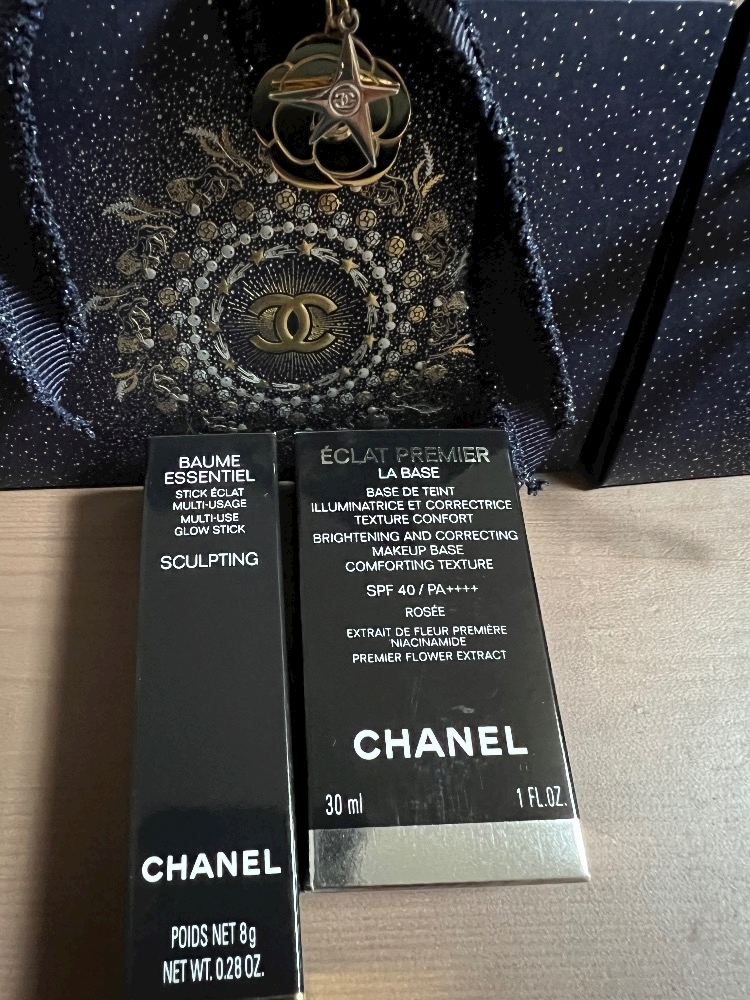 BAUME
ESSENTIEL
STICK ÉCLAT
MULTI-USAGE
MULTI-USE
GLOW STICK
SCULPTING
CHANEL
POIDS NET 8g
NET WT. 0.28 OZ.
ÉCLAT PREMIER
LA BASE
BASE DE TEINT
ILLUMINATRICE ET CORRECTRICE
TEXTURE CONFORT
BRIGHTENING AND CORRECTING
MAKEUP BASE
COMFORTING TEXTURE
SPF 40 / PA++++
ROSÉE
EXTRAIT DE FLEUR PREMIÈRE
NIACINAMIDE
PREMIER FLOWER EXTRACT
CHANEL
30 ml 1 FL.OZ.